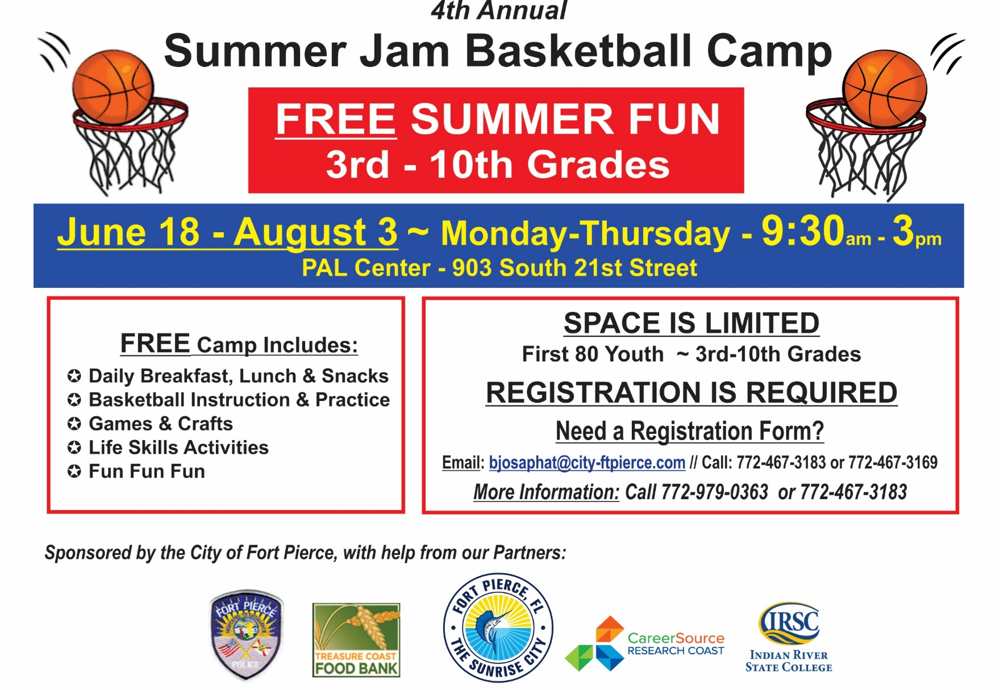 4th Annual
Summer Jam Basketball Camp
FREE SUMMER FUN
3rd - 10th Grades
June 18 - August 3 ~ Monday-Thursday - 9:30am - 3pm
PAL Center - 903 South 21st Street
FREE Camp Includes:
✪ Daily Breakfast, Lunch & Snacks
✪ Basketball Instruction & Practice
✪ Games & Crafts
✪ Life Skills Activities
✪ Fun Fun Fun
SPACE IS LIMITED
First 80 Youth ~ 3rd-10th Grades
REGISTRATION IS REQUIRED
Need a Registration Form?
Email: bjosaphat@city-ftpierce.com // Call: 772-467-3183 or 772-467-3169
More Information: Call 772-979-0363 or 772-467-3183
Sponsored by the City of Fort Pierce, with help from our Partners:
FORT PIERCE
POLICE
TREASURE COAST
FOOD BANK
FORT PIERCE, FL
• THE SUNRISE CITY •
CareerSource
RESEARCH COAST
IRSC
INDIAN RIVER
STATE COLLEGE